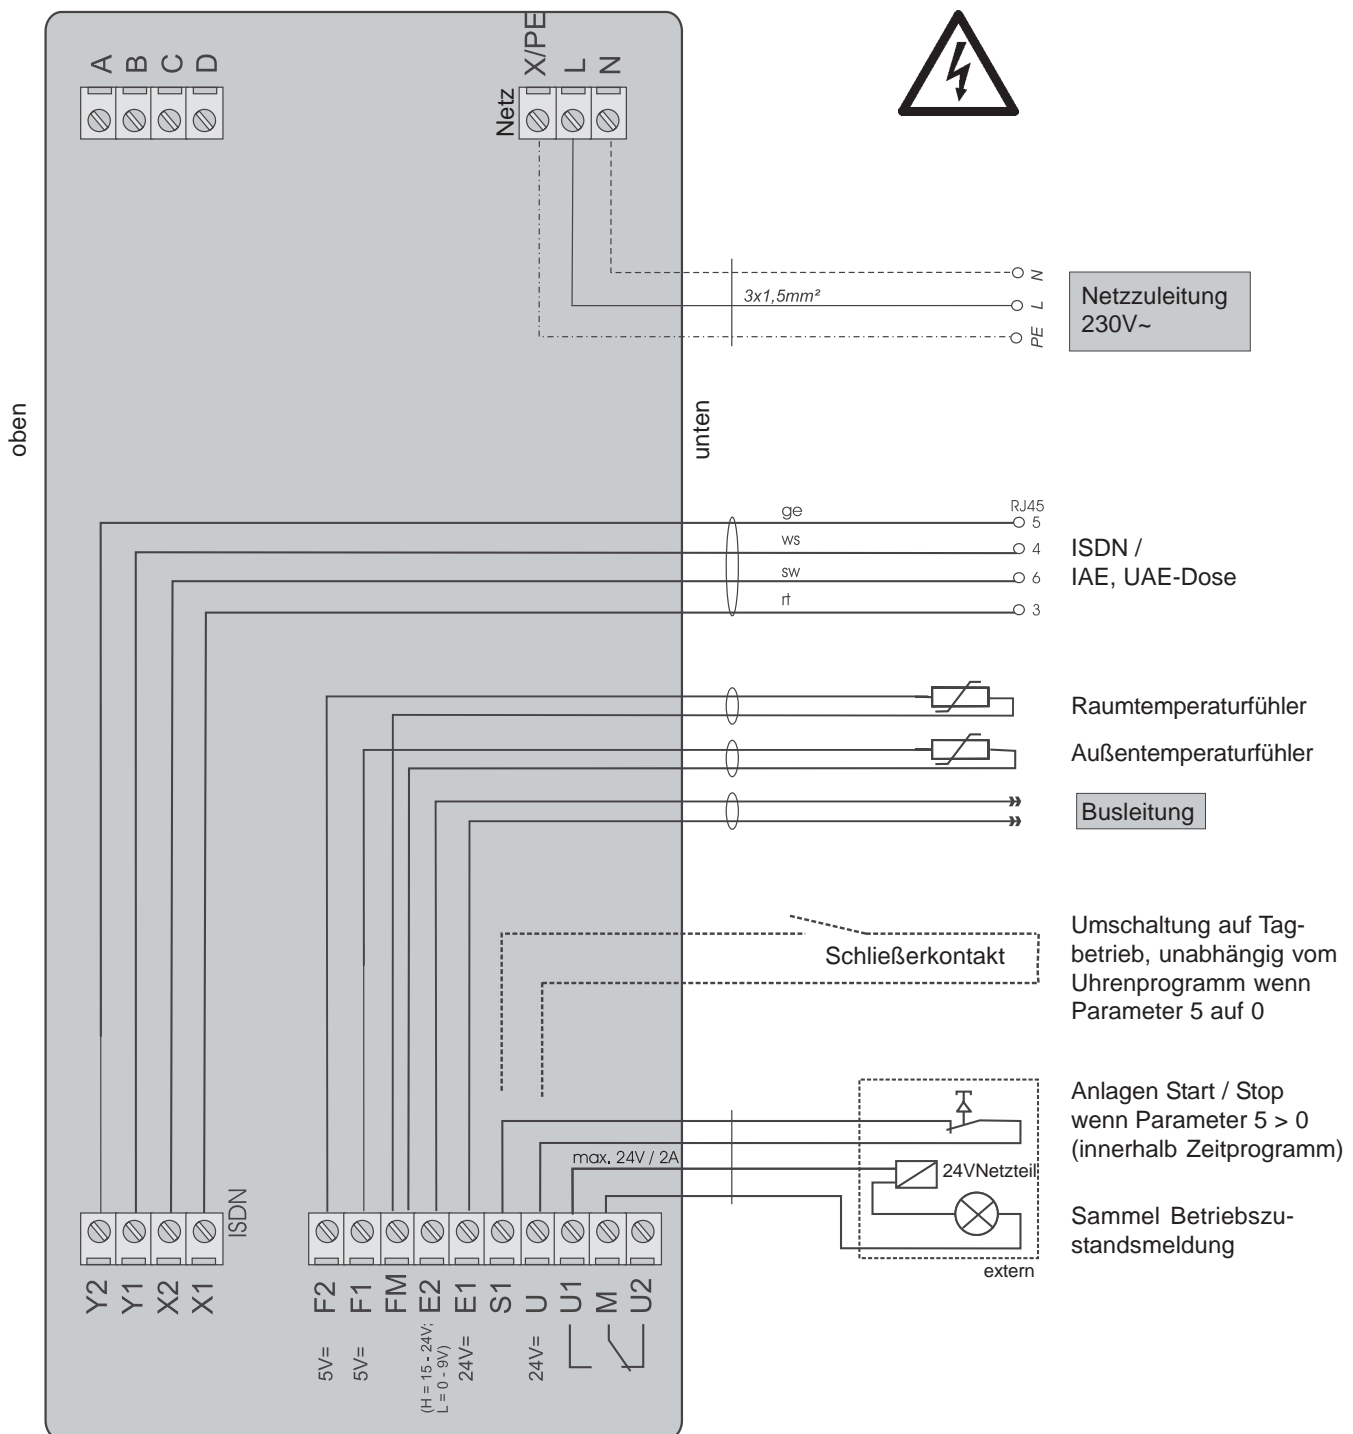 A
B
C
D
Netz
X/PE
L
N
3x1,5mm²
N
L
PE
Netzzuleitung
230V~
oben
unten
ge
ws
sw
rt
RJ45
5
4
6
3
ISDN /
IAE, UAE-Dose
Raumtemperaturfühler
Außentemperaturfühler
Busleitung
Schließerkontakt
Umschaltung auf Tag-
betrieb, unabhängig vom
Uhrenprogramm wenn
Parameter 5 auf 0
Anlagen Start / Stop
wenn Parameter 5 > 0
(innerhalb Zeitprogramm)
max. 24V / 2A
24VNetzteil
Sammel Betriebszu-
standsmeldung
extern
ISDN
Y2
Y1
X2
X1
F2
F1
FM
E2
E1
S1
U
U1
M
U2
5V=
5V=
(H = 15 - 24V;
L = 0 - 9V)
24V=
24V=